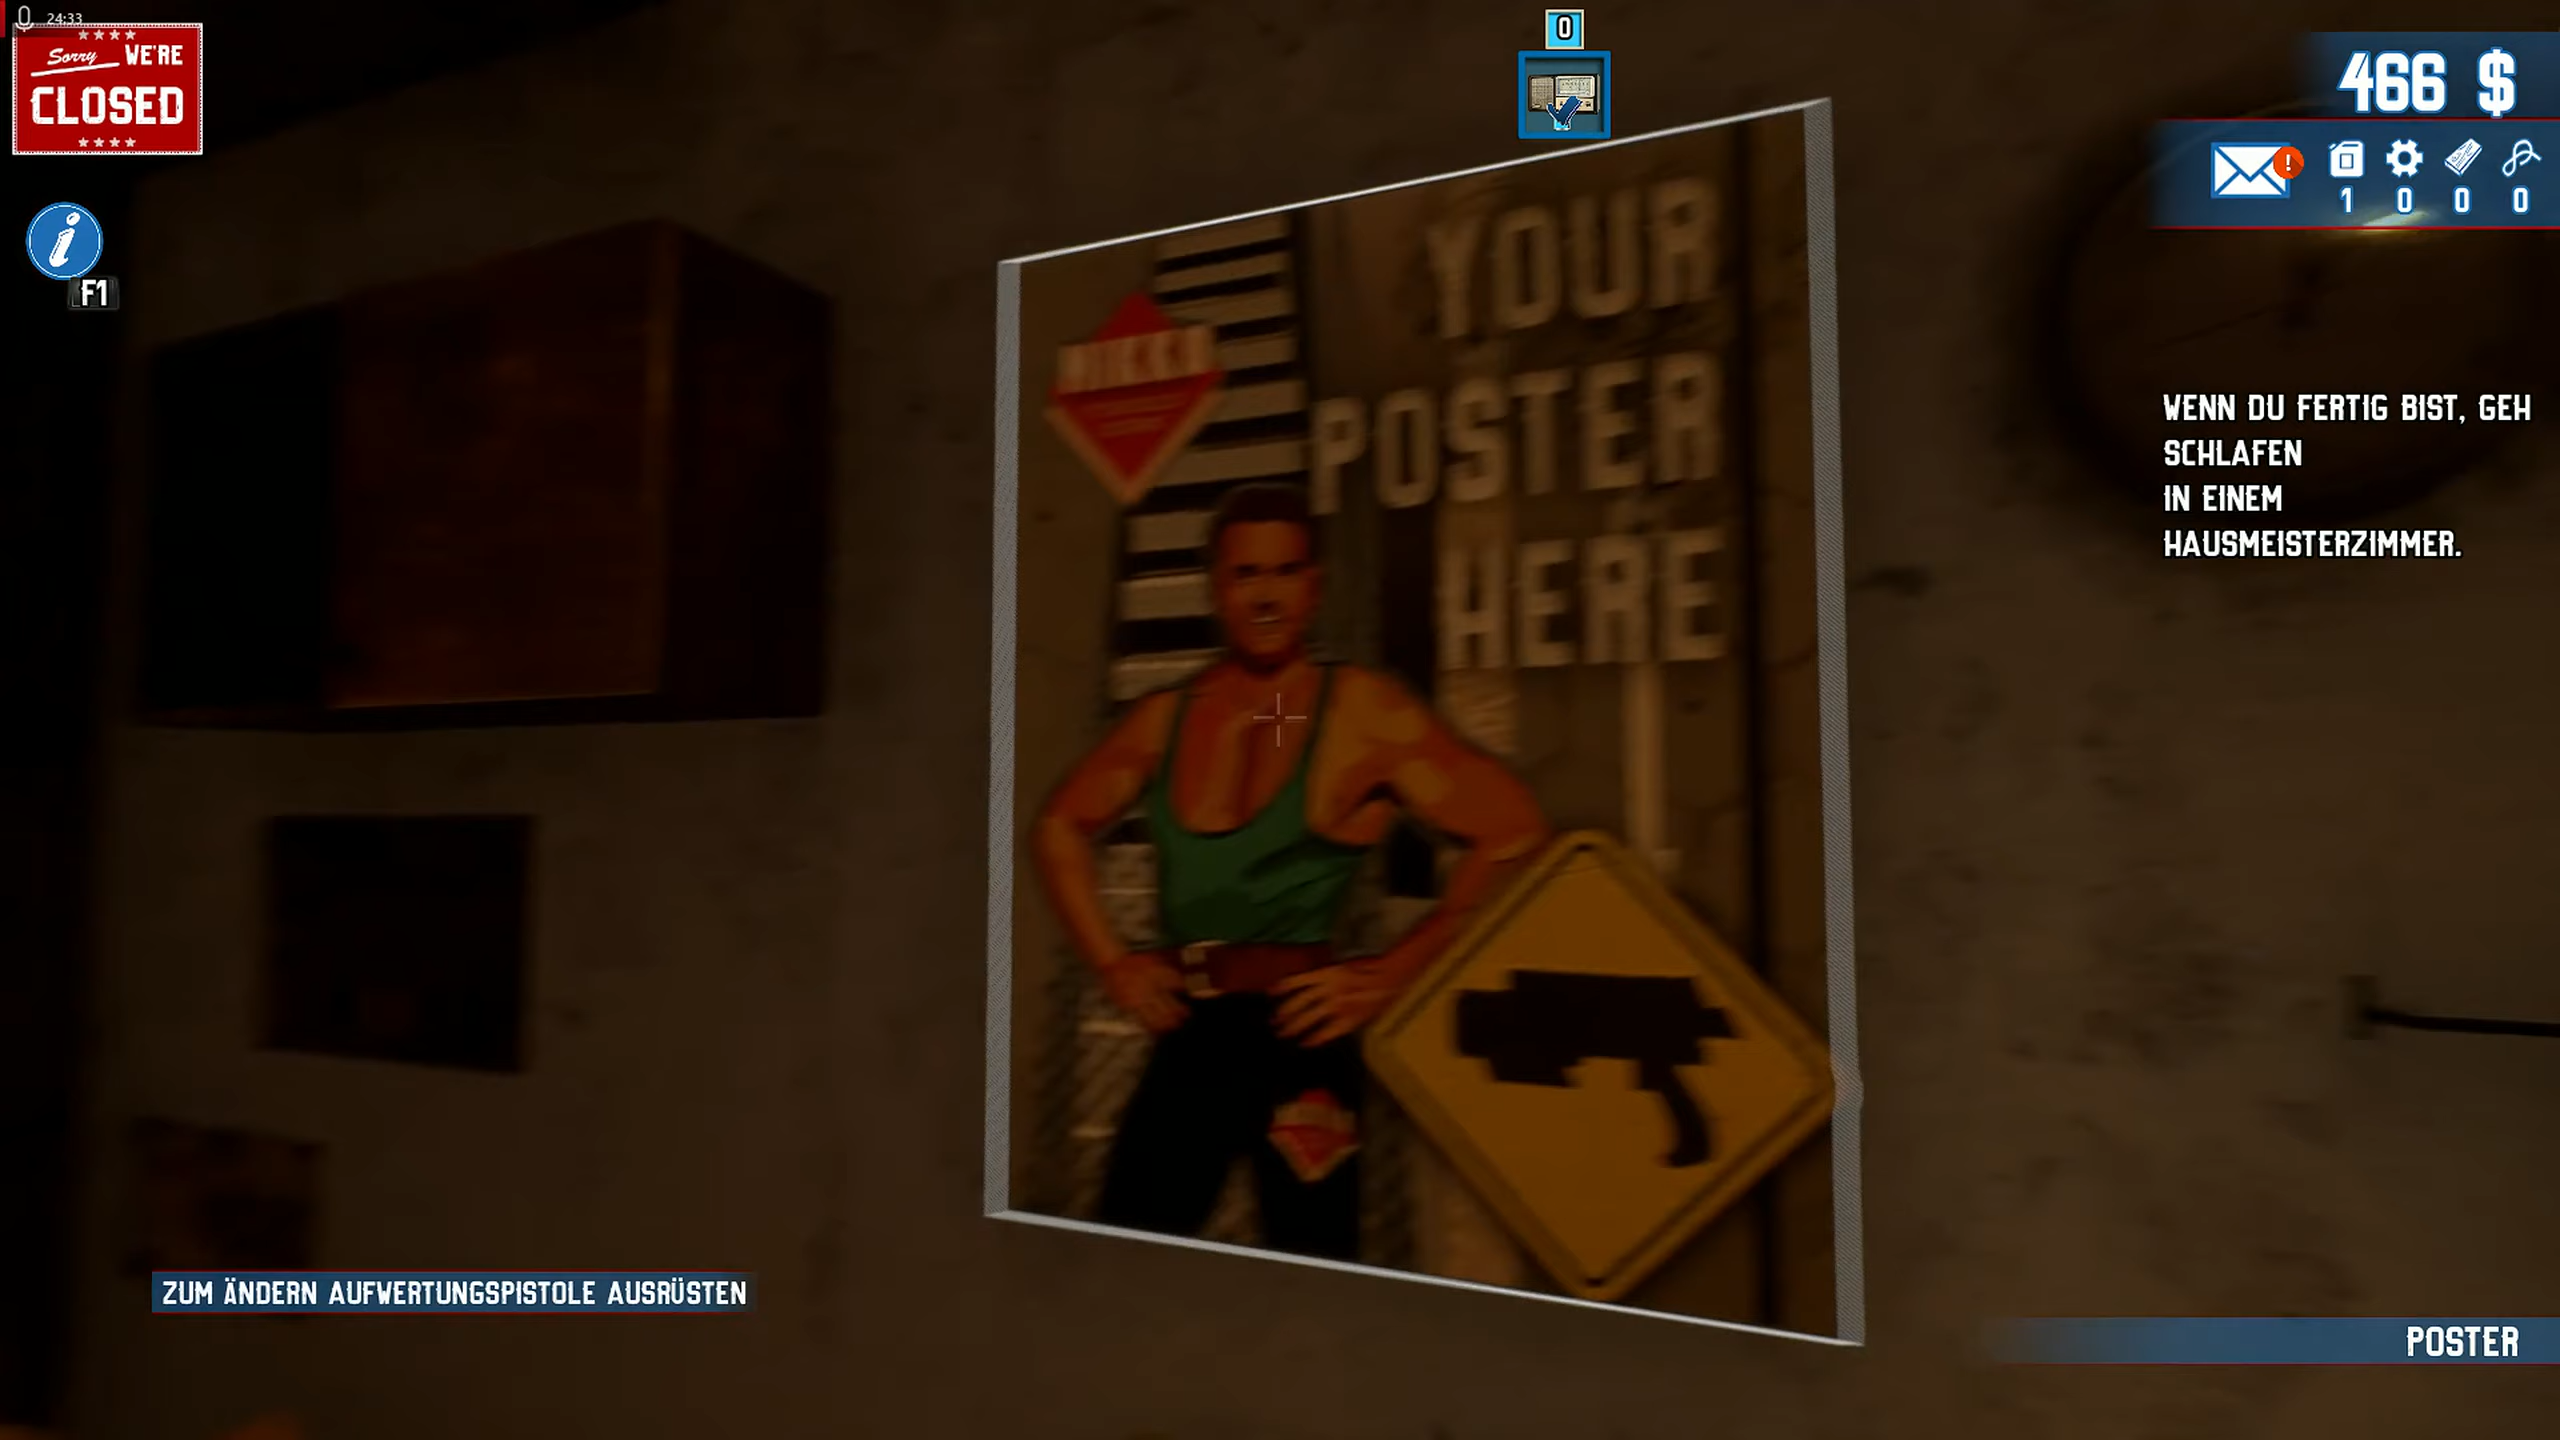 24:33
Sorry WE'RE
CLOSED
F1
0
466 $
!
1 0 0 0
WENN DU FERTIG BIST, GEH
SCHLAFEN
IN EINEM
HAUSMEISTERZIMMER.
YOUR
POSTER
HERE
ZUM ÄNDERN AUFWERTUNGSPISTOLE AUSRÜSTEN
POSTER